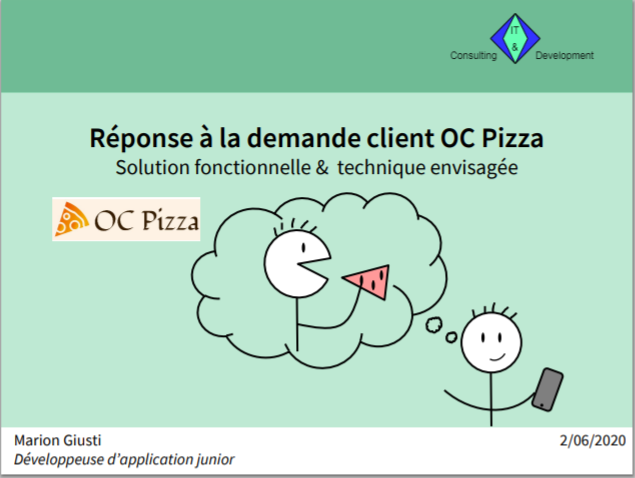 IT
&
Consulting Development
Réponse à la demande client OC Pizza
Solution fonctionnelle & technique envisagée
OC Pizza
Marion Giusti 2/06/2020
Développeuse d'application junior